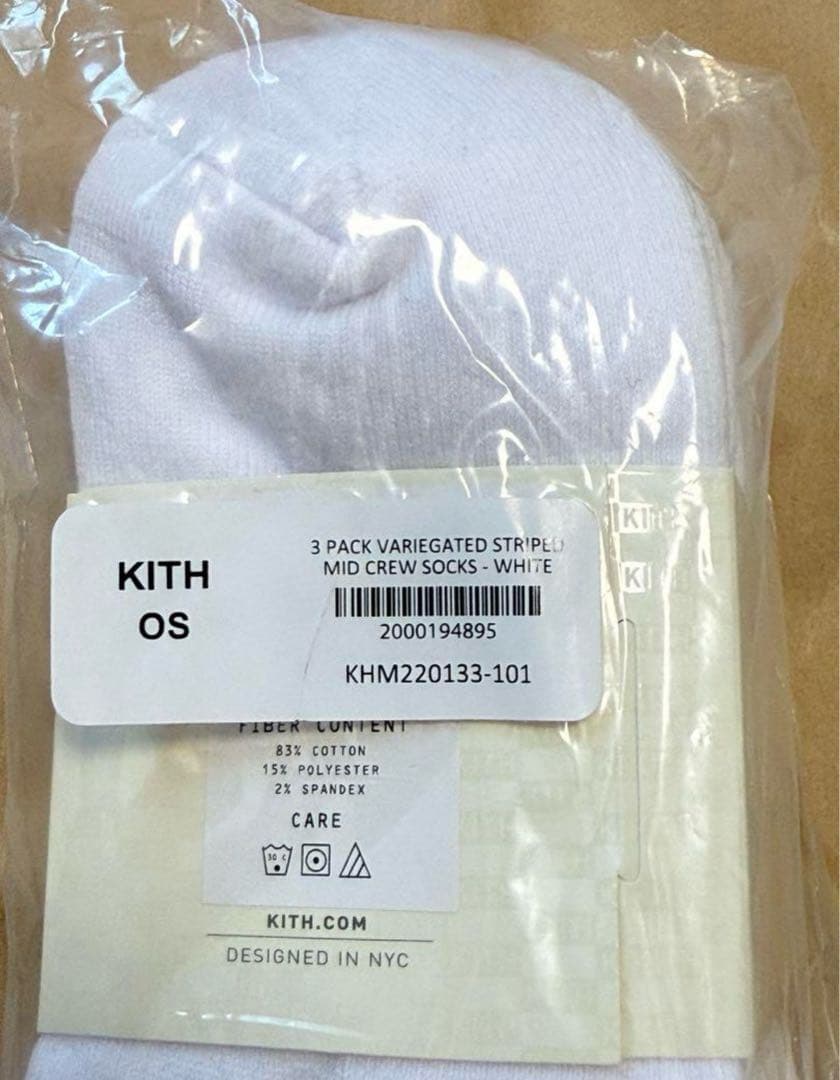 KITH
OS
3 PACK VARIEGATED STRIPED
MID CREW SOCKS - WHITE
2000194895
KHM220133-101
FIBER CONTENT
83% COTTON
15% POLYESTER
2% SPANDEX
CARE
30 C
KITH.COM
DESIGNED IN NYC